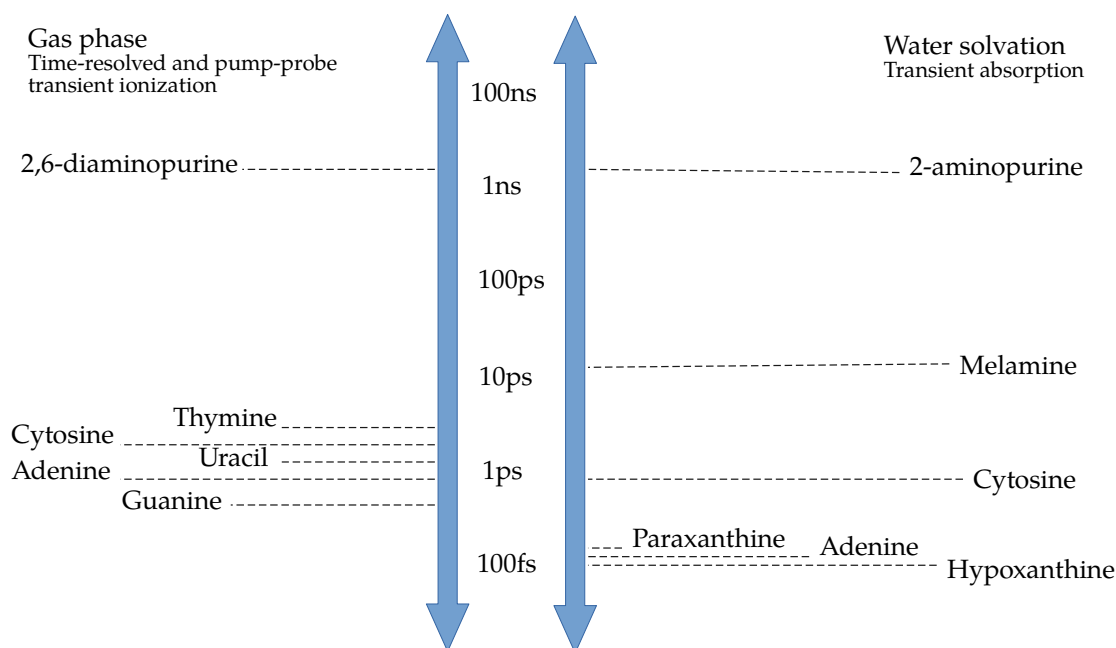 Gas phase
Time-resolved and pump-probe
transient ionization
Water solvation
Transient absorption
100ns
2,6-diaminopurine
1ns
2-aminopurine
100ps
10ps
Melamine
Thymine
Cytosine
Uracil
Adenine
1ps
Cytosine
Guanine
Paraxanthine
Adenine
100fs
Hypoxanthine